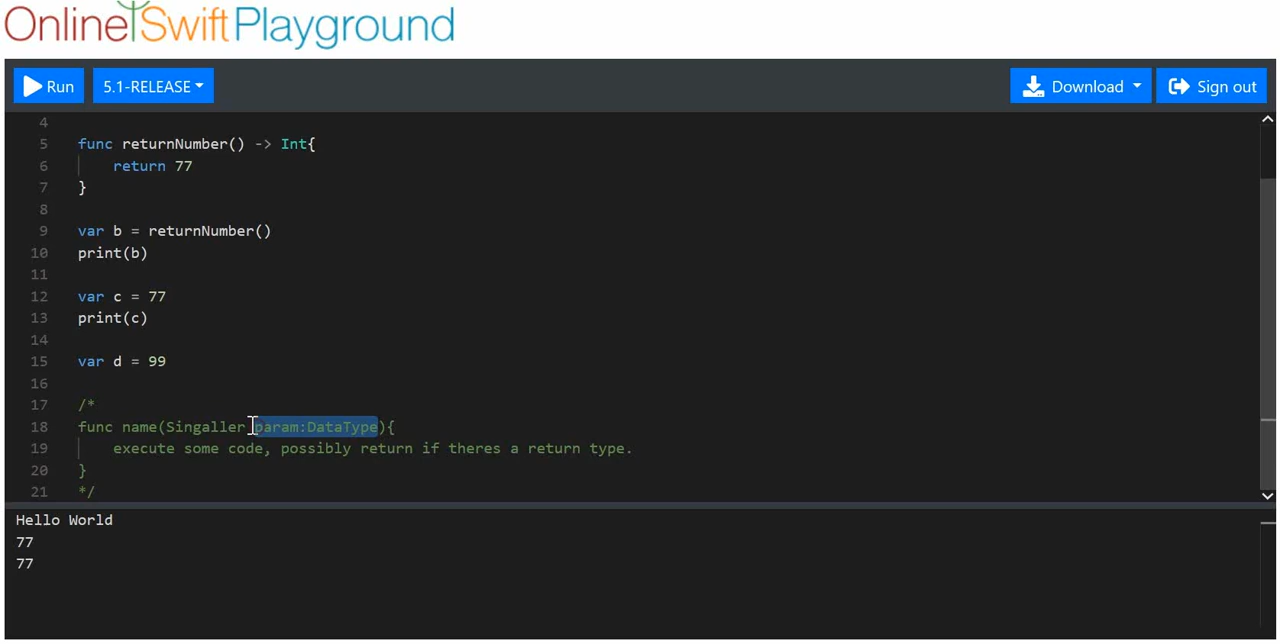 Online Swift Playground
Run 5.1-RELEASE Download Sign out
4
5 func returnNumber() -> Int{
6 return 77
7 }
8
9 var b = returnNumber()
10 print(b)
11
12 var c = 77
13 print(c)
14
15 var d = 99
16
17 /*
18 func name(Singaller param:DataType){
19 execute some code, possibly return if theres a return type.
20 }
21 */
Hello World
77
77